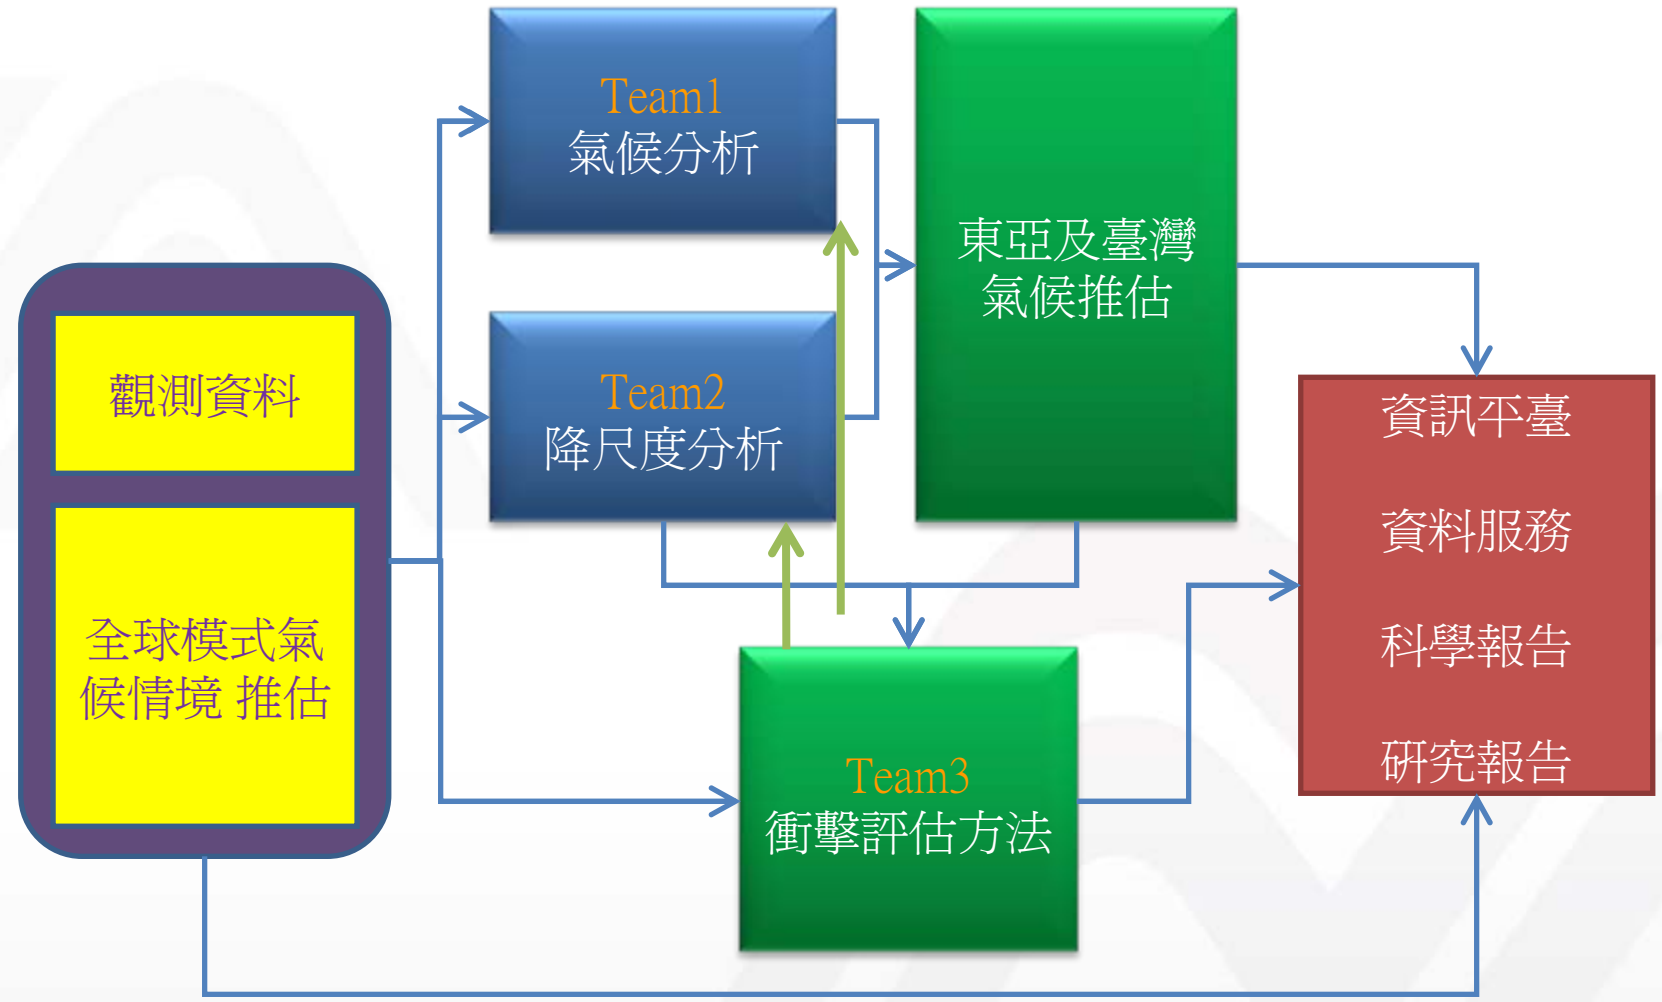 Team1
氣候分析
東亞及臺灣
氣候推估
Team2
降尺度分析
觀測資料
全球模式氣
候情境 推估
Team3
衝擊評估方法
資訊平臺
資料服務
科學報告
研究報告